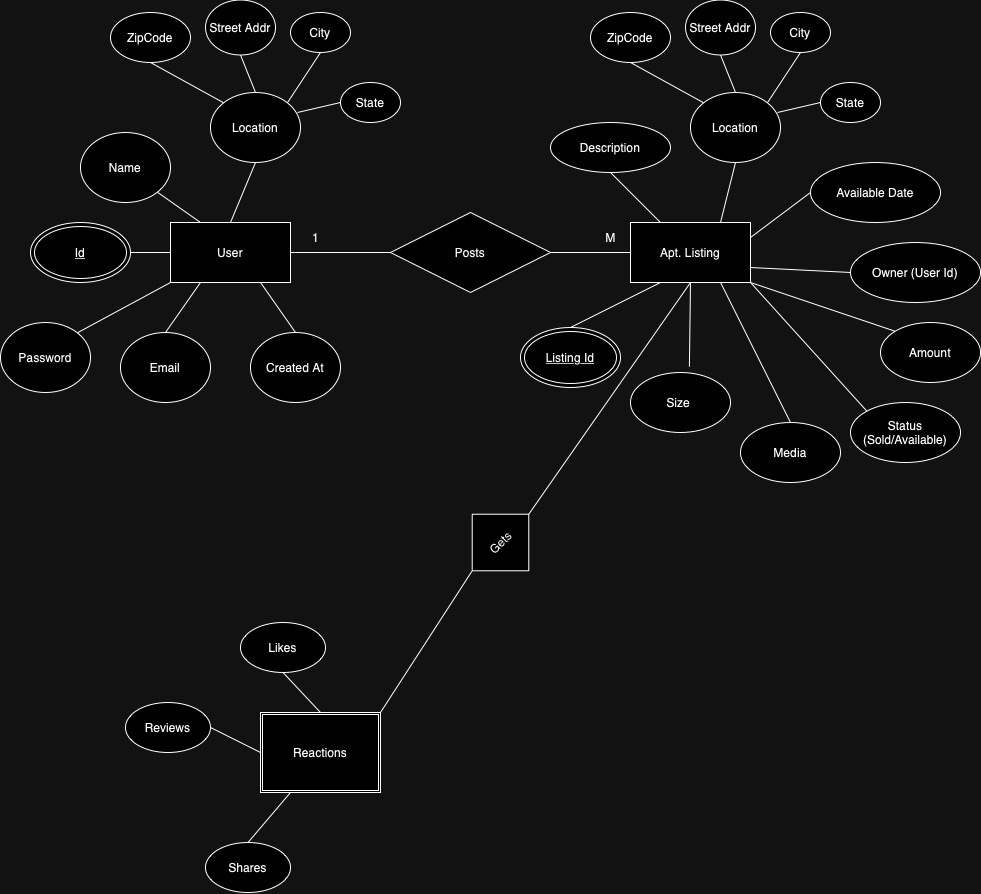 ZipCode
Street Addr
City
State
Location
Name
Id
User
Password
Email
Created At
1
Posts
M
ZipCode
Street Addr
City
State
Location
Description
Available Date
Apt. Listing
Owner (User Id)
Amount
Status
(Sold/Available)
Listing Id
Size
Media
Gets
Likes
Reviews
Reactions
Shares